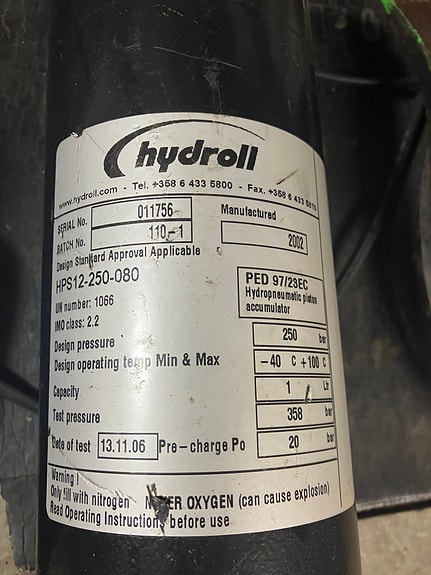 hydroll
www.hydroll.com - Tel. +358 6 433 5800 - Fax. +358 6 433 5810
SERIAL No. 011756 Manufactured
BATCH No. 110-1 2002
Design Standard Approval Applicable
HPS12-250-080 PED 97/23EC
Hydropneumatic piston
accumulator
UN number: 1066
IMO class: 2.2
Design pressure 250 bar
Design operating temp Min & Max -40 C +100 C
Capacity 1 Ltr
Test pressure 358 bar
Date of test 13.11.06 Pre-charge Po 20 bar
Warning !
Only fill with nitrogen NEVER OXYGEN (can cause explosion)
Read Operating Instructions before use